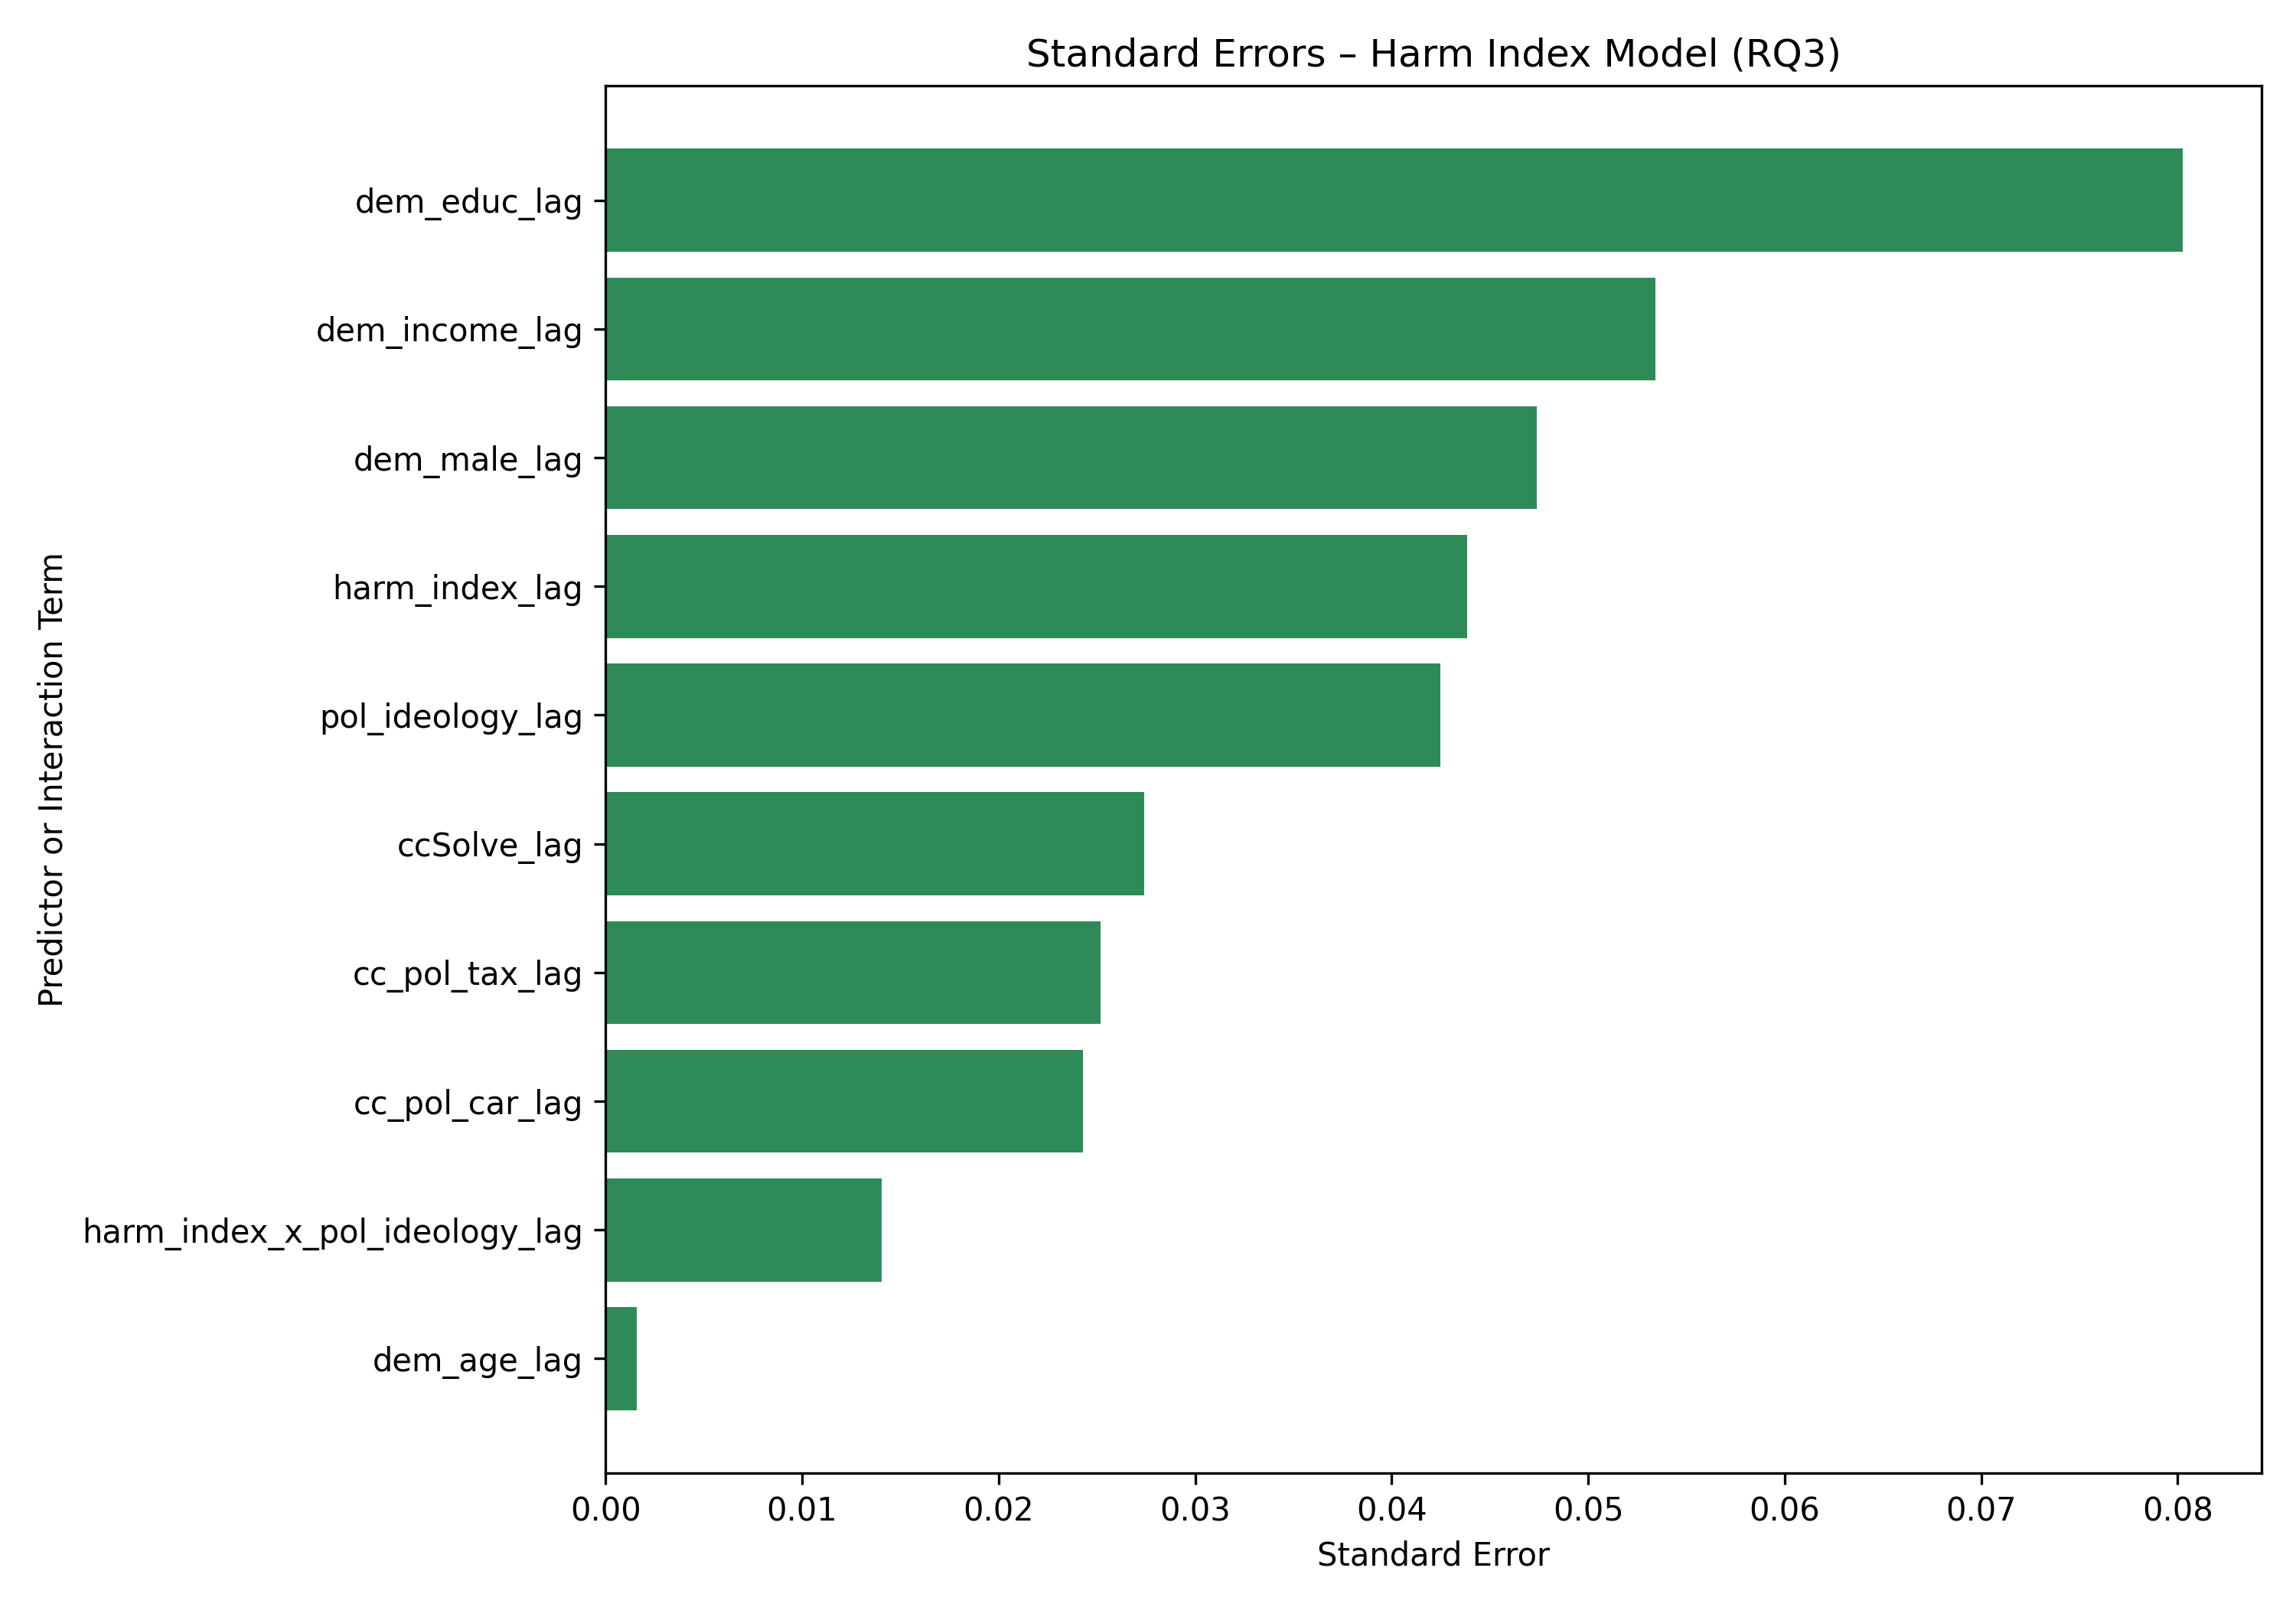 Standard Errors – Harm Index Model (RQ3)
Predictor or Interaction Term
dem_educ_lag
dem_income_lag
dem_male_lag
harm_index_lag
pol_ideology_lag
ccSolve_lag
cc_pol_tax_lag
cc_pol_car_lag
harm_index_x_pol_ideology_lag
dem_age_lag
0.00 0.01 0.02 0.03 0.04 0.05 0.06 0.07 0.08
Standard Error